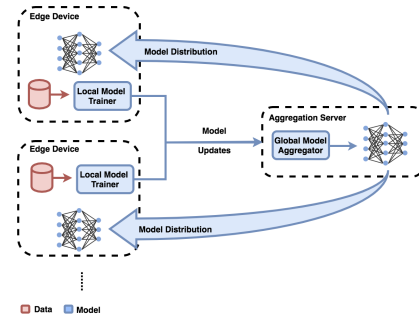 Edge Device
Model Distribution
Local Model
Trainer
Aggregation Server
Model
Updates
Global Model
Aggregator
Edge Device
Local Model
Trainer
Model Distribution
Data
Model